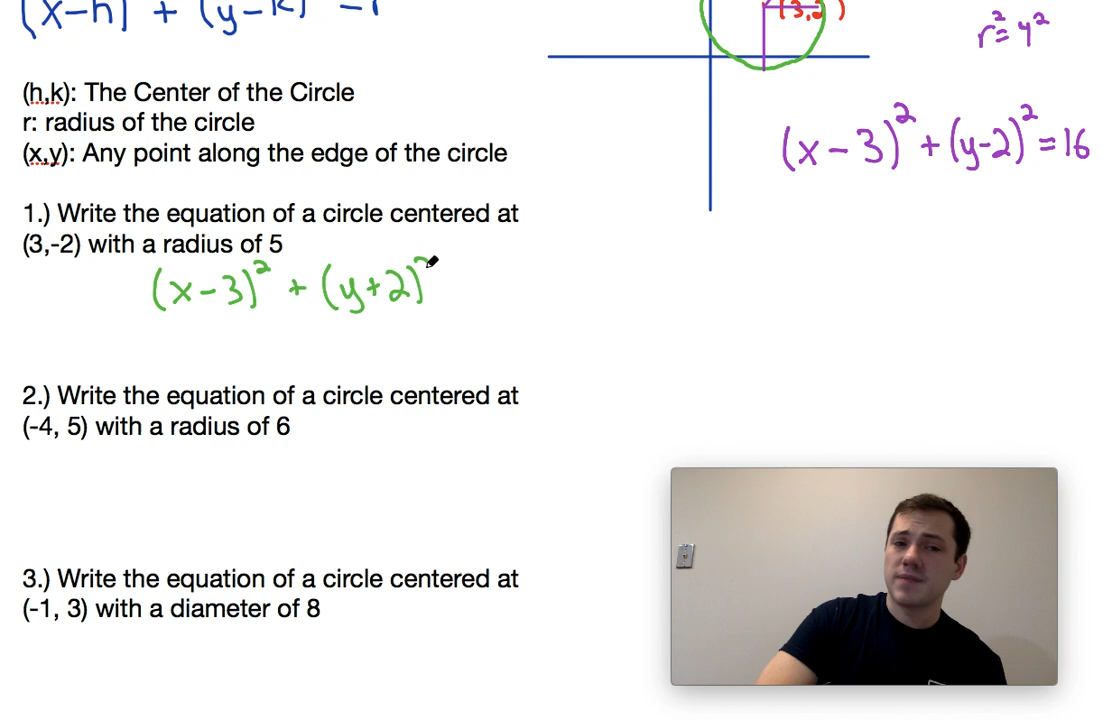 (x-h) + (y-k) = r
(3,2)
r²=4²
(h,k): The Center of the Circle
r: radius of the circle
(x,y): Any point along the edge of the circle
(x-3)² + (y-2)² = 16
1.) Write the equation of a circle centered at
(3,-2) with a radius of 5
(x-3)² + (y+2)²
2.) Write the equation of a circle centered at
(-4, 5) with a radius of 6
3.) Write the equation of a circle centered at
(-1, 3) with a diameter of 8